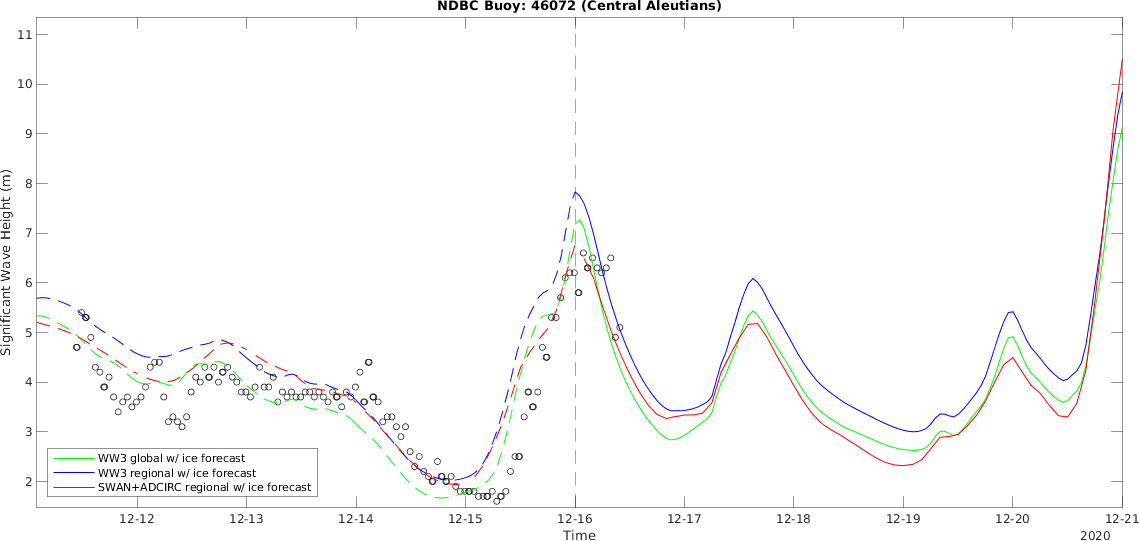 NDBC Buoy: 46072 (Central Aleutians)
11
10
9
8
7
6
5
4
3
2
Significant Wave Height (m)
WW3 global w/ ice forecast
WW3 regional w/ ice forecast
SWAN+ADCIRC regional w/ ice forecast
12-12 12-13 12-14 12-15 12-16 12-17 12-18 12-19 12-20 12-21
Time
2020